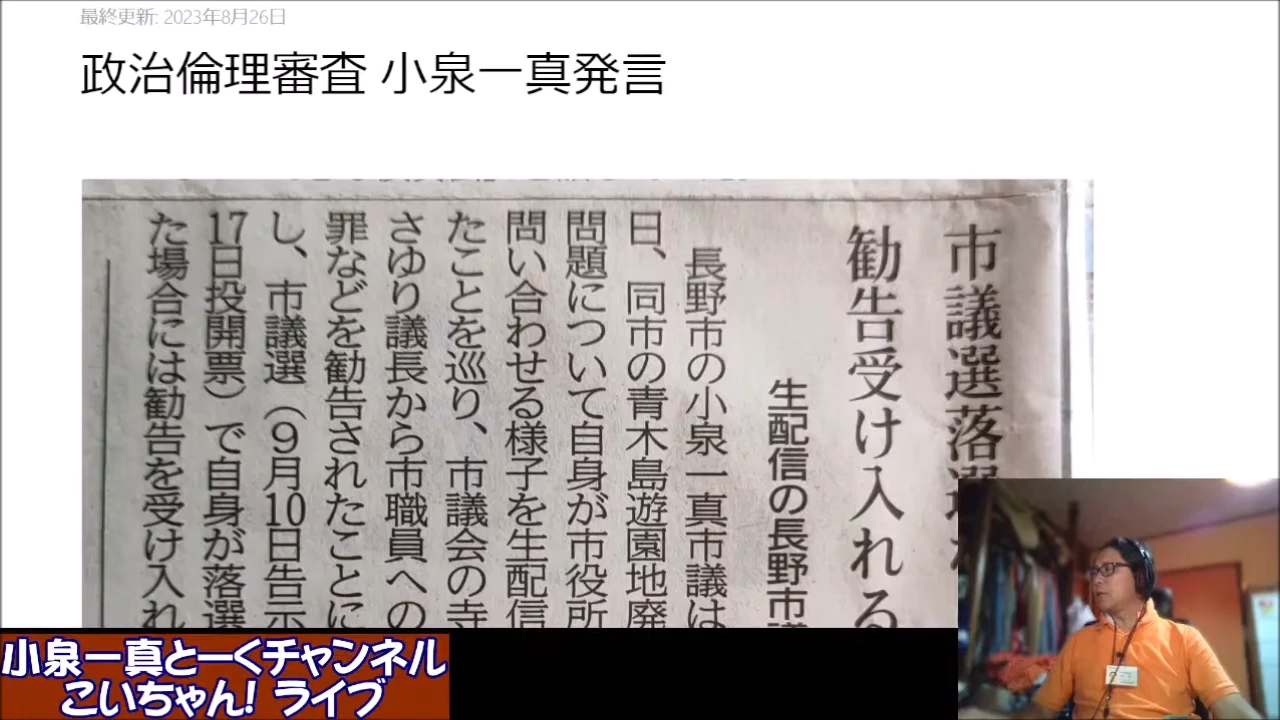 最終更新: 2023年8月26日
政治倫理審査 小泉一真発言
市議選落選
勧告受け入れる
生配信の長野市議
長野市の小泉一真市議は
日、同市の青木島遊園地廃
問題について自身が市役所
問い合わせる様子を生配信
たことを巡り、市議会の寺
さゆり議長から市職員への
罪などを勧告されたことに
し、市議選（9月10日告示
17日投開票）で自身が落選
た場合には勧告を受け入れ
小泉一真とーくチャンネル
こいちゃん! ライブ